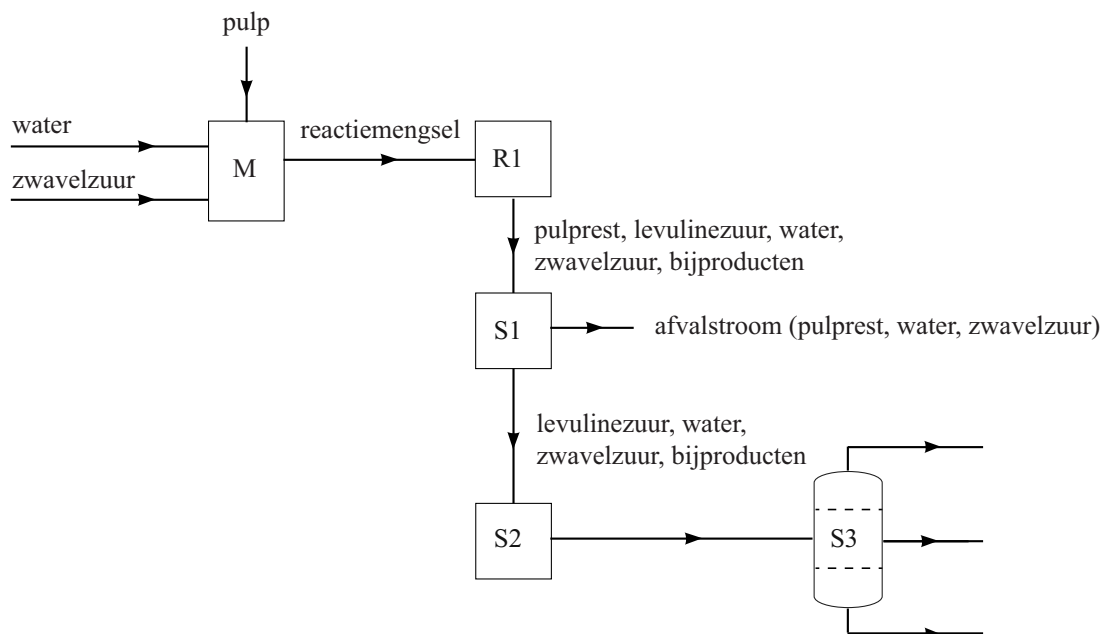 pulp
water
zwavelzuur
M
reactiemengsel
R1
pulprest, levulinezuur, water,
zwavelzuur, bijproducten
S1
afvalstroom (pulprest, water, zwavelzuur)
levulinezuur, water,
zwavelzuur, bijproducten
S2
S3